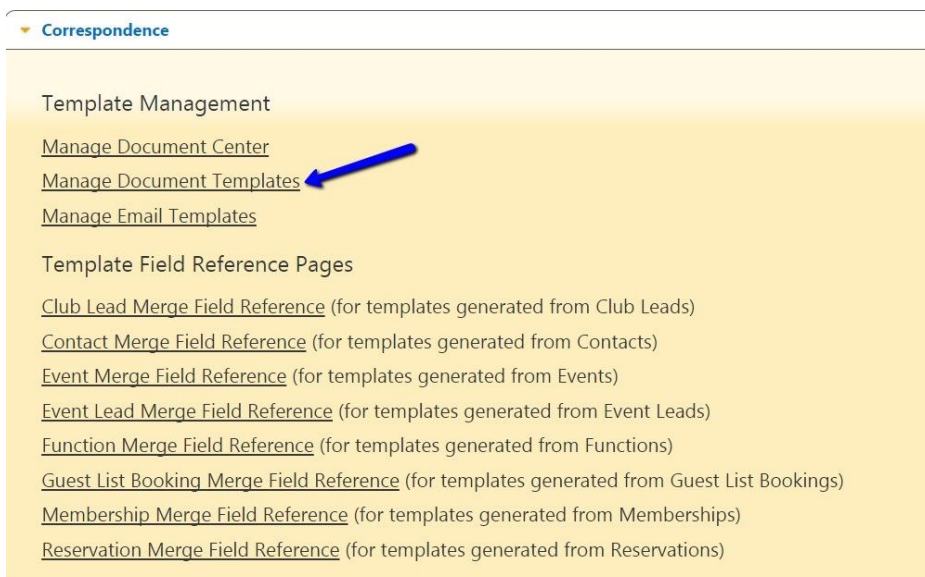 Correspondence
Template Management
Manage Document Center
Manage Document Templates
Manage Email Templates
Template Field Reference Pages
Club Lead Merge Field Reference (for templates generated from Club Leads)
Contact Merge Field Reference (for templates generated from Contacts)
Event Merge Field Reference (for templates generated from Events)
Event Lead Merge Field Reference (for templates generated from Event Leads)
Function Merge Field Reference (for templates generated from Functions)
Guest List Booking Merge Field Reference (for templates generated from Guest List Bookings)
Membership Merge Field Reference (for templates generated from Memberships)
Reservation Merge Field Reference (for templates generated from Reservations)